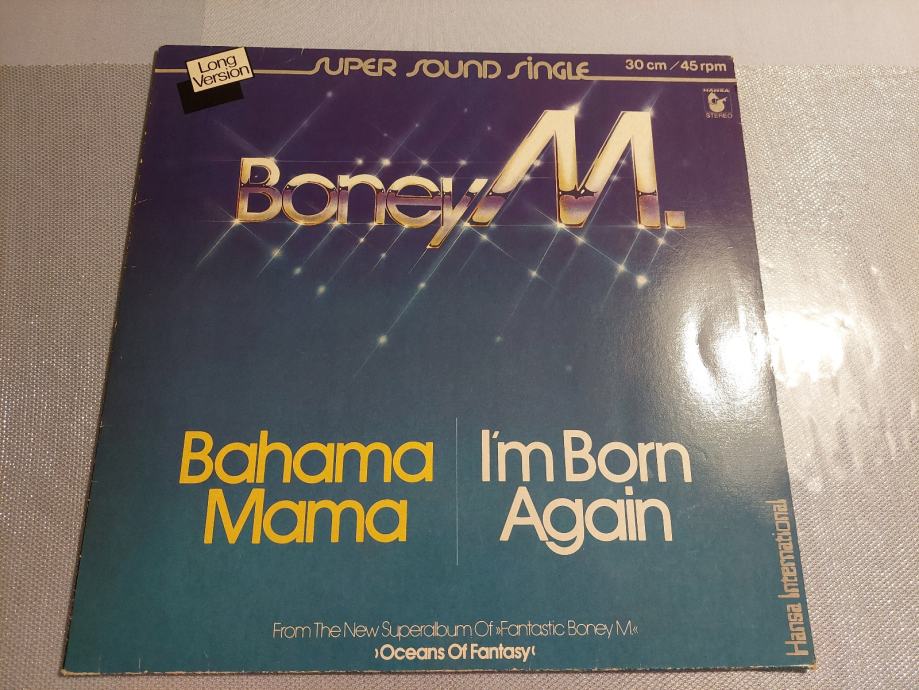 Long
Version
SUPER SOUND SINGLE
30 cm / 45 rpm
HANSA
STEREO
Boney M.
Bahama
Mama
I'm Born
Again
From The New Superalbum Of »Fantastic Boney M.«
›Oceans Of Fantasy‹
Hansa International